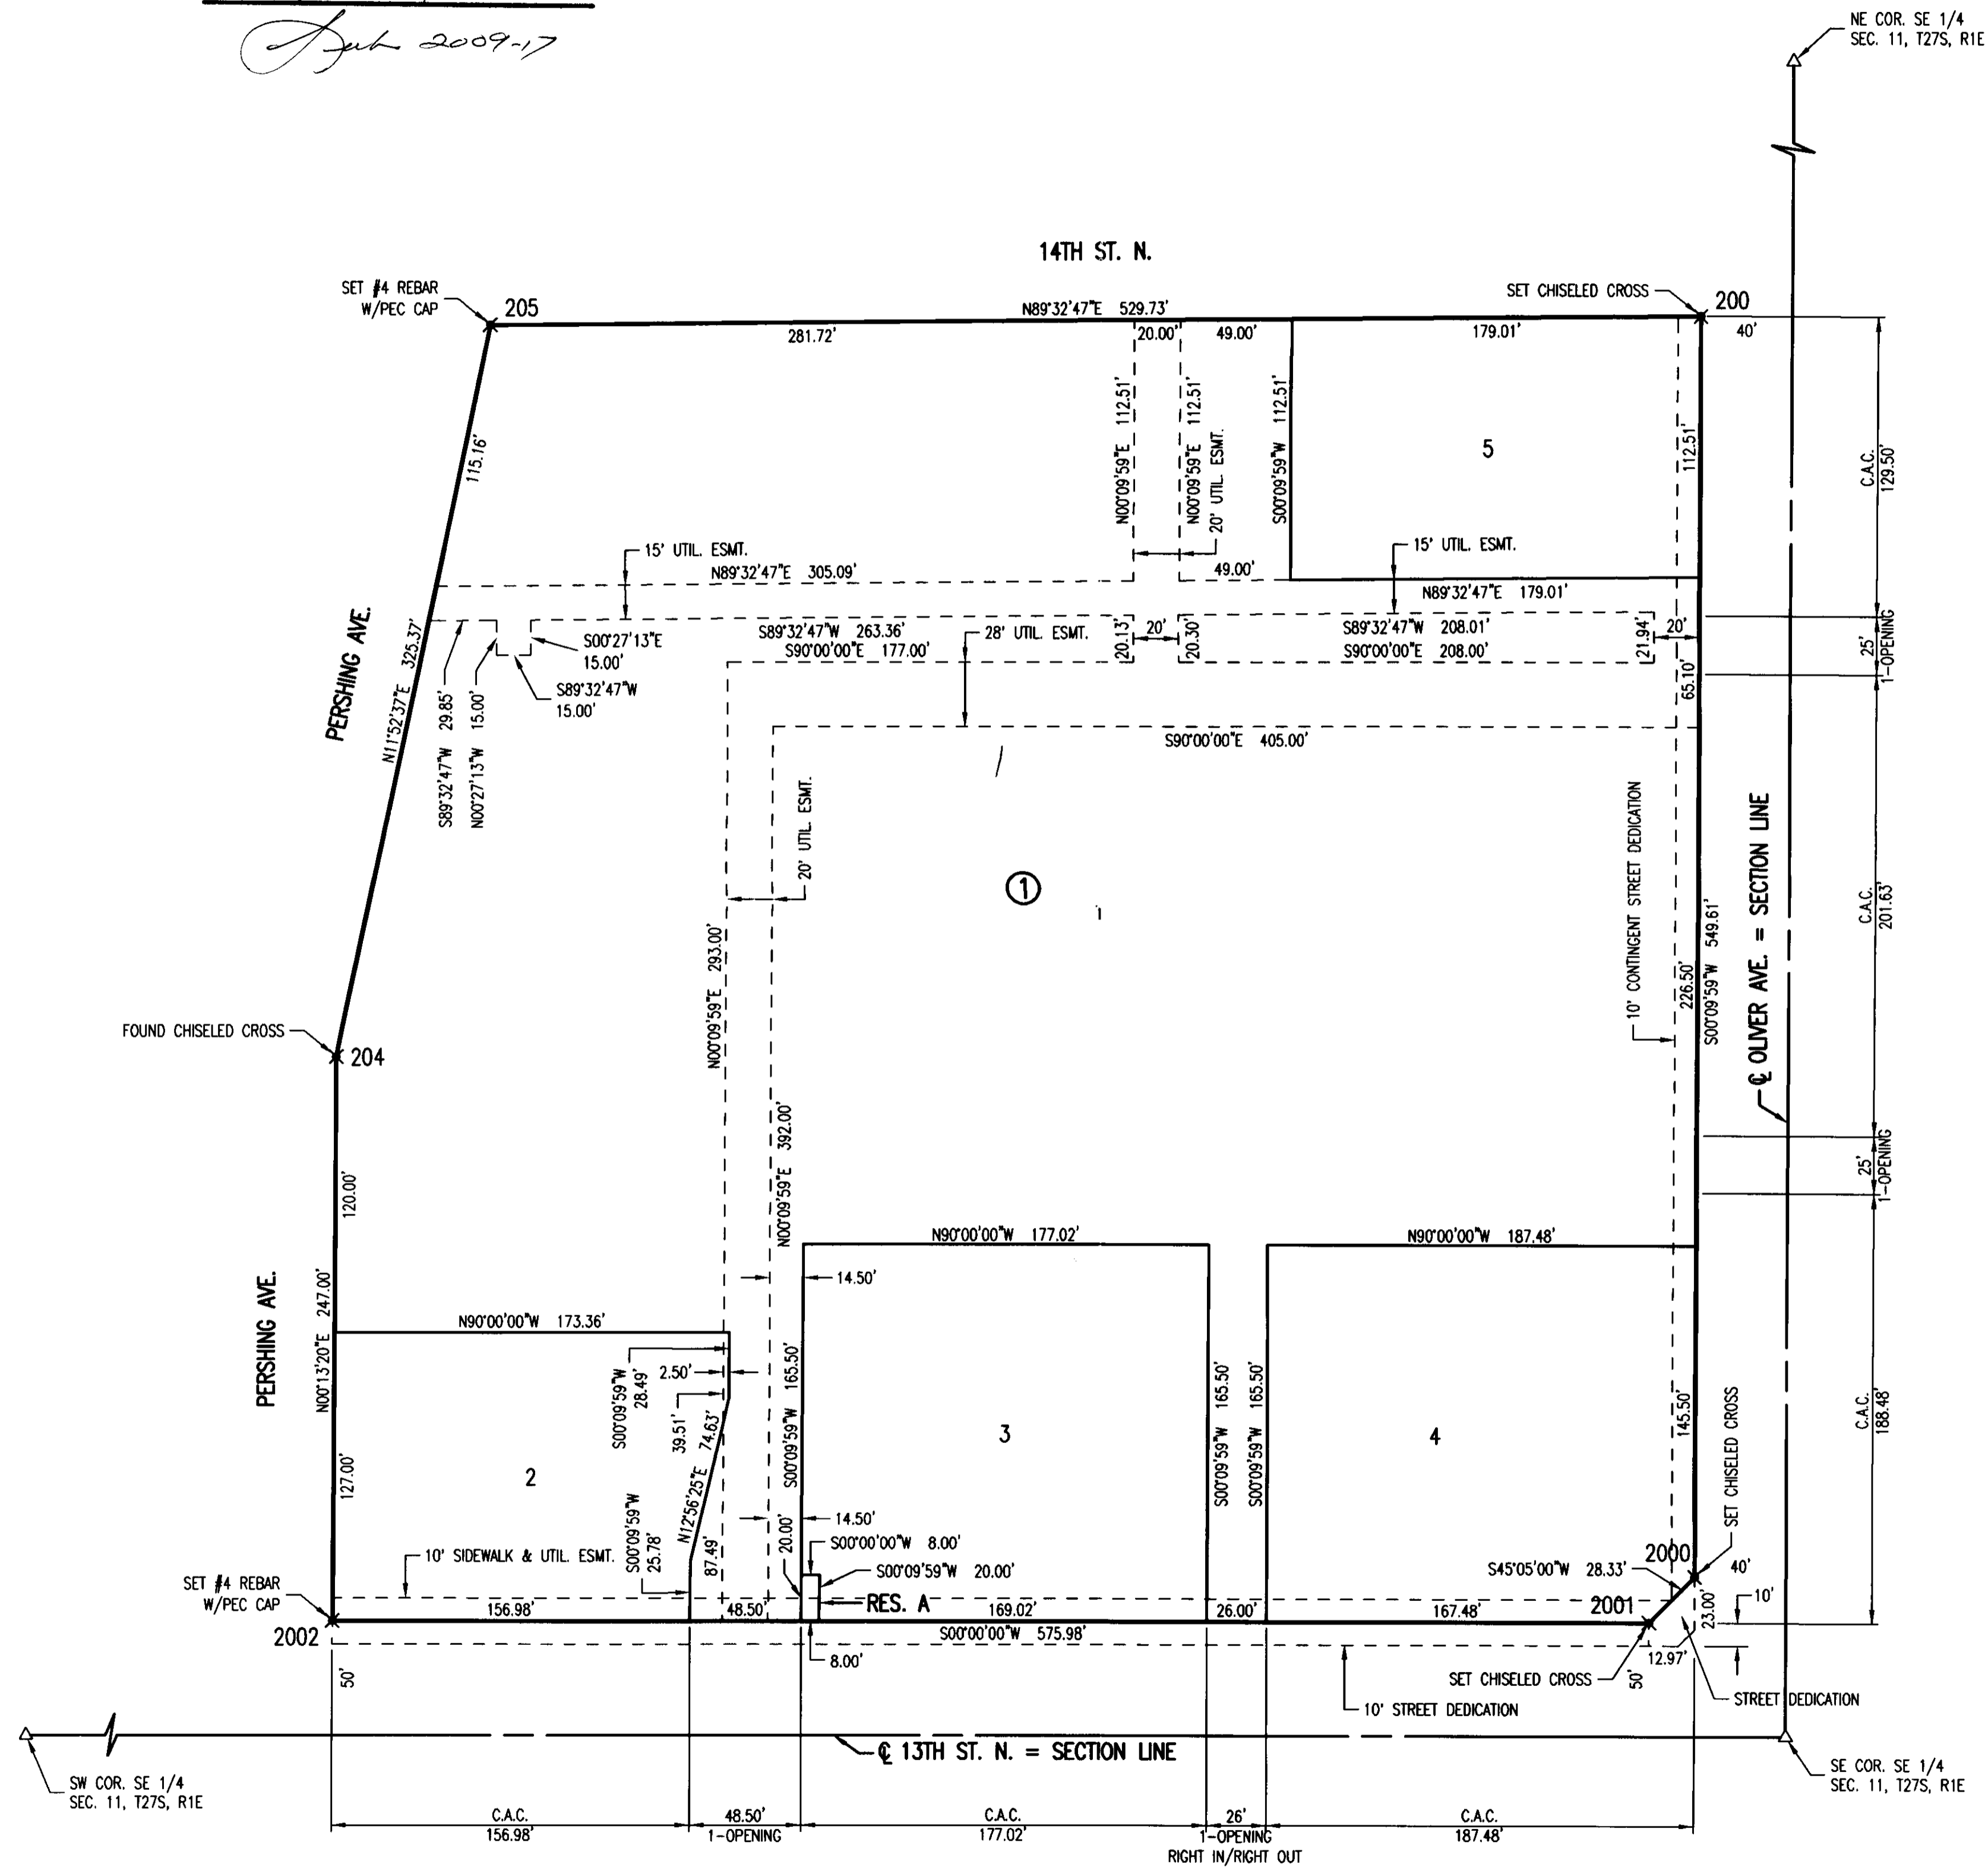 2009-17
NE COR. SE 1/4
SEC. 11, T27S, R1E
14TH ST. N.
SET #4 REBAR
W/PEC CAP
205
SET CHISELED CROSS
200
N89°32'47"E 529.73'
281.72'
20.00'
49.00'
179.01'
40'
115.16'
N00°09'59"E 112.51'
N00°09'59"E 112.51'
20' UTIL. ESMT.
S00°09'59"W 112.51'
5
112.51'
C.A.C.
129.50'
15' UTIL. ESMT.
N89°32'47"E 305.09'
49.00'
15' UTIL. ESMT.
N89°32'47"E 179.01'
PERSHING AVE.
N11°52'37"E 325.37'
S00°27'13"E
15.00'
S89°32'47"W 263.36'
S90°00'00"E 177.00'
28' UTIL. ESMT.
20.13'
20'
20.30'
S89°32'47"W 208.01'
S90°00'00"E 208.00'
21.94'
20'
25'
1-OPENING
S89°32'47"W
15.00'
S89°32'47"W 29.85'
N00°27'13"W 15.00'
65.10'
S90°00'00"E 405.00'
20' UTIL. ESMT.
10' CONTINGENT STREET DEDICATION
℄ OLIVER AVE. = SECTION LINE
1
1
C.A.C.
201.63'
N00°09'59"E 293.00'
226.50'
S00°09'59"W 549.61'
FOUND CHISELED CROSS
204
N00°09'59"E 392.00'
120.00'
25'
1-OPENING
N90°00'00"W 177.02'
N90°00'00"W 187.48'
14.50'
PERSHING AVE.
N00°13'20"E 247.00'
N90°00'00"W 173.36'
S00°09'59"W
28.49'
2.50'
39.51'
S00°09'59"W 165.50'
S00°09'59"W 165.50'
S00°09'59"W 165.50'
145.50'
SET CHISELED CROSS
C.A.C.
188.48'
2
3
4
127.00'
N12°56'25"E 74.63'
S00°09'59"W
25.78'
87.49'
14.50'
20.00'
S00°00'00"W 8.00'
S00°09'59"W 20.00'
10' SIDEWALK & UTIL. ESMT.
S45°05'00"W 28.33'
2000
40'
SET #4 REBAR
W/PEC CAP
2002
156.98'
48.50'
RES. A
169.02'
26.00'
167.48'
2001
23.00'
10'
S00°00'00"W 575.98'
8.00'
50'
12.97'
SET CHISELED CROSS
50'
STREET DEDICATION
10' STREET DEDICATION
℄ 13TH ST. N. = SECTION LINE
SW COR. SE 1/4
SEC. 11, T27S, R1E
SE COR. SE 1/4
SEC. 11, T27S, R1E
C.A.C.
156.98'
48.50'
1-OPENING
C.A.C.
177.02'
26'
1-OPENING
RIGHT IN/RIGHT OUT
C.A.C.
187.48'